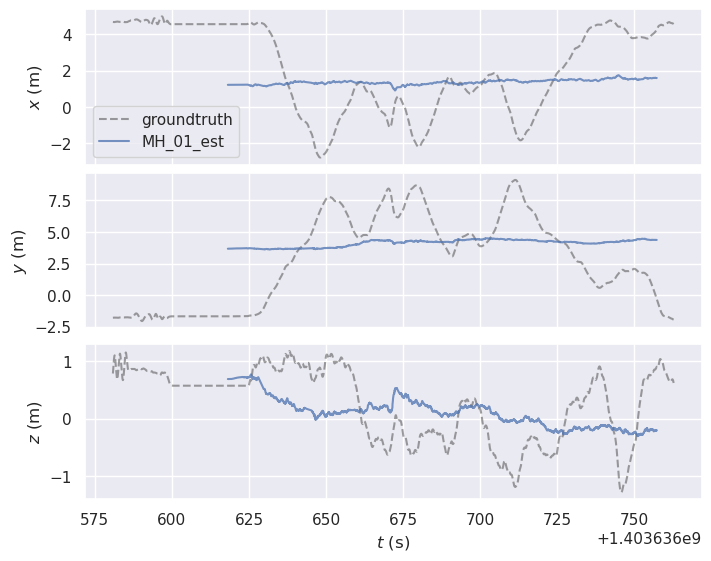 4
2
0
−2
x (m)
groundtruth
MH_01_est
7.5
5.0
2.5
0.0
−2.5
y (m)
1
0
−1
z (m)
575 600 625 650 675 700 725 750
t (s)
+1.403636e9